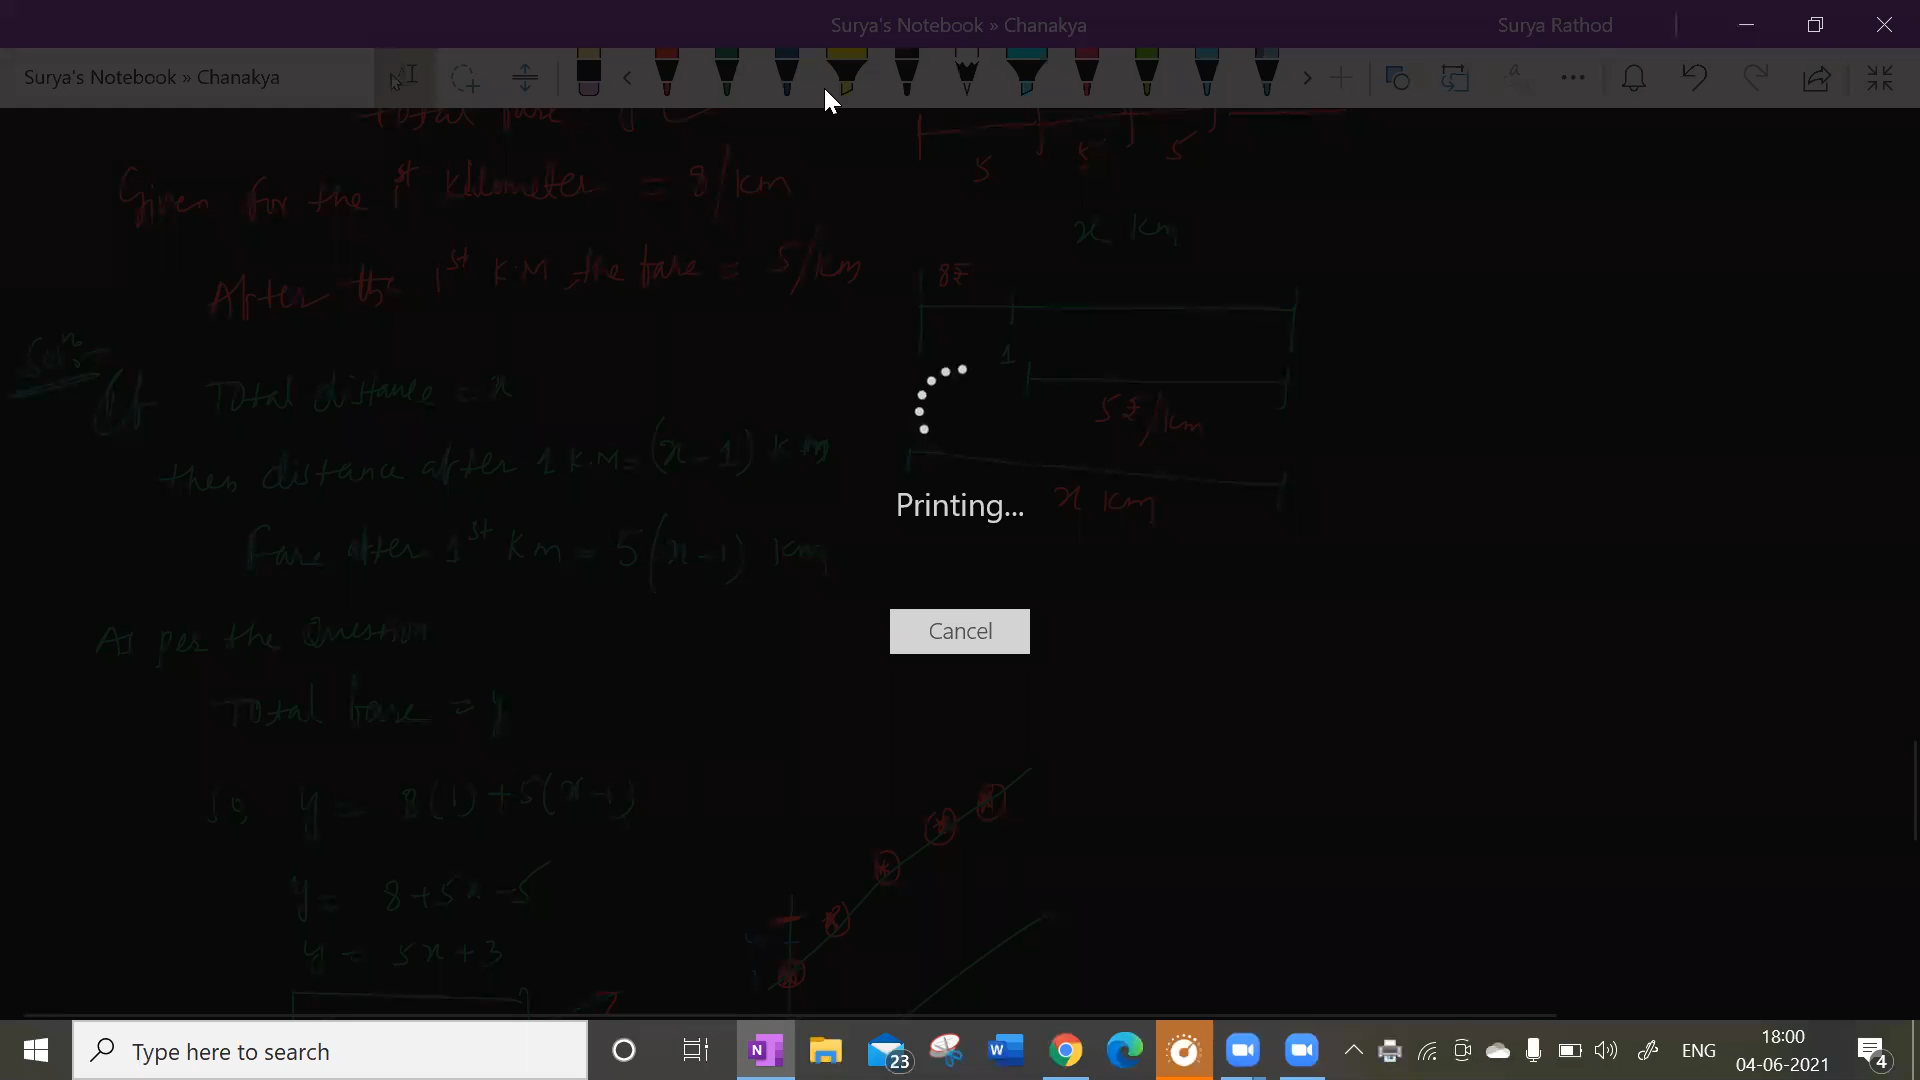 Surya's Notebook » Chanakya
Surya Rathod
Surya's Notebook » Chanakya
Total fare
5 5 5
Given for the 1st Kilometer = 8/km
x km
After the 1st K.M, the fare = 5/km
8₹
Soln:
1
let Total distance = x
5₹/km
then distance after 1 K.M = (x-1) km
x km
Printing...
Fare after 1st km = 5(x-1) km
Cancel
As per the Question
Total fare = y
So, y = 8(1)+5(x-1)
y = 8+5x-5
y = 5x+3
Type here to search
23
ENG
18:00
04-06-2021
4